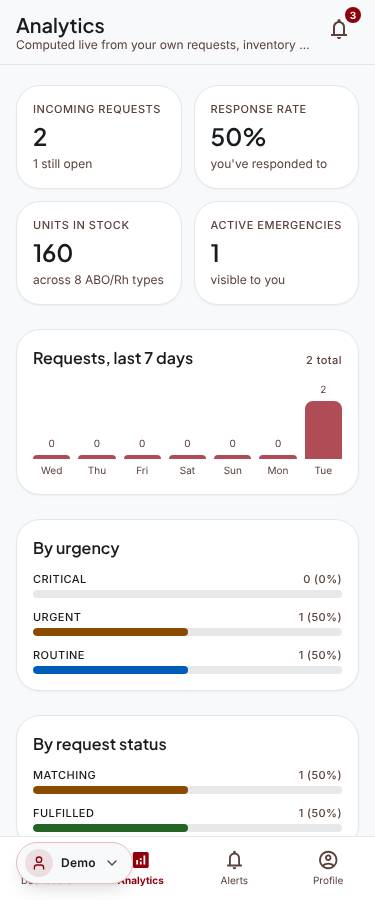 Analytics
3
Computed live from your own requests, inventory ...
INCOMING REQUESTS
2
1 still open
RESPONSE RATE
50%
you've responded to
UNITS IN STOCK
160
across 8 ABO/Rh types
ACTIVE EMERGENCIES
1
visible to you
Requests, last 7 days
2 total
0 0 0 0 0 0 2
Wed Thu Fri Sat Sun Mon Tue
By urgency
CRITICAL 0 (0%)
URGENT 1 (50%)
ROUTINE 1 (50%)
By request status
MATCHING 1 (50%)
FULFILLED 1 (50%)
Demo
Analytics Alerts Profile